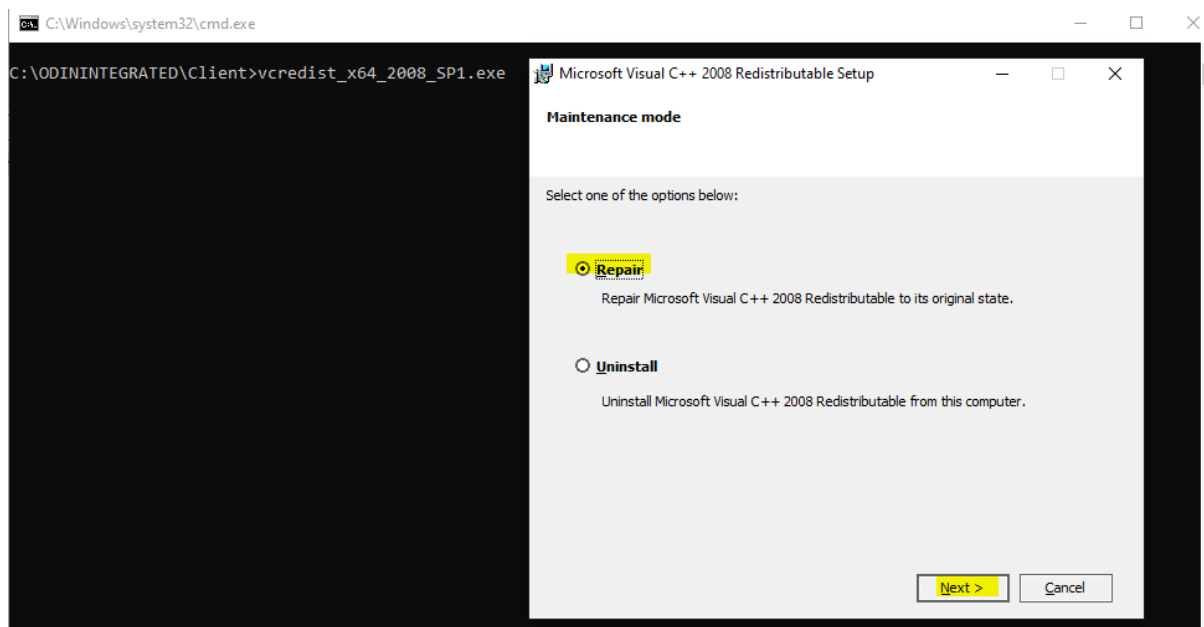 C:\Windows\system32\cmd.exe
C:\ODININTEGRATED\Client>vcredist_x64_2008_SP1.exe
Microsoft Visual C++ 2008 Redistributable Setup
Maintenance mode
Select one of the options below:
Repair
Repair Microsoft Visual C++ 2008 Redistributable to its original state.
Uninstall
Uninstall Microsoft Visual C++ 2008 Redistributable from this computer.
Next >
Cancel